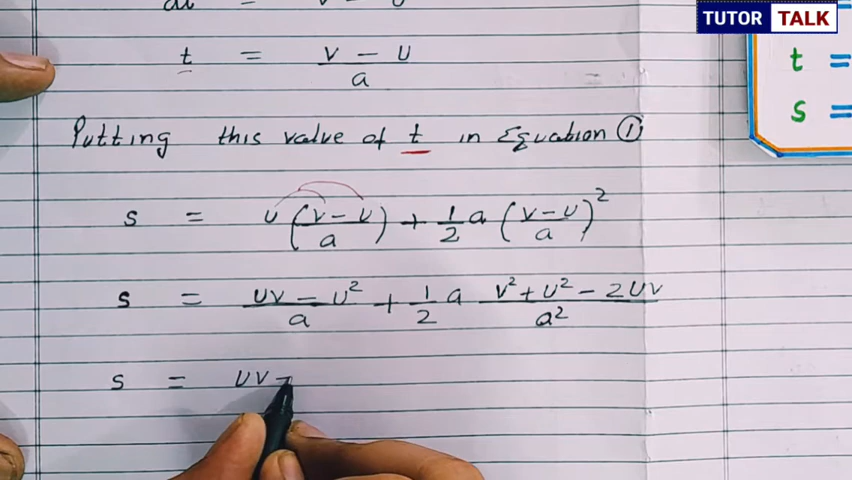 TUTOR TALK
t = v - u / a
t =
Putting this value of t in Equation ①
s =
s = u (v - u / a) + 1/2 a (v - u / a)²
s = uv - u² / a + 1/2 a v² + u² - 2uv / a²
s = uv -